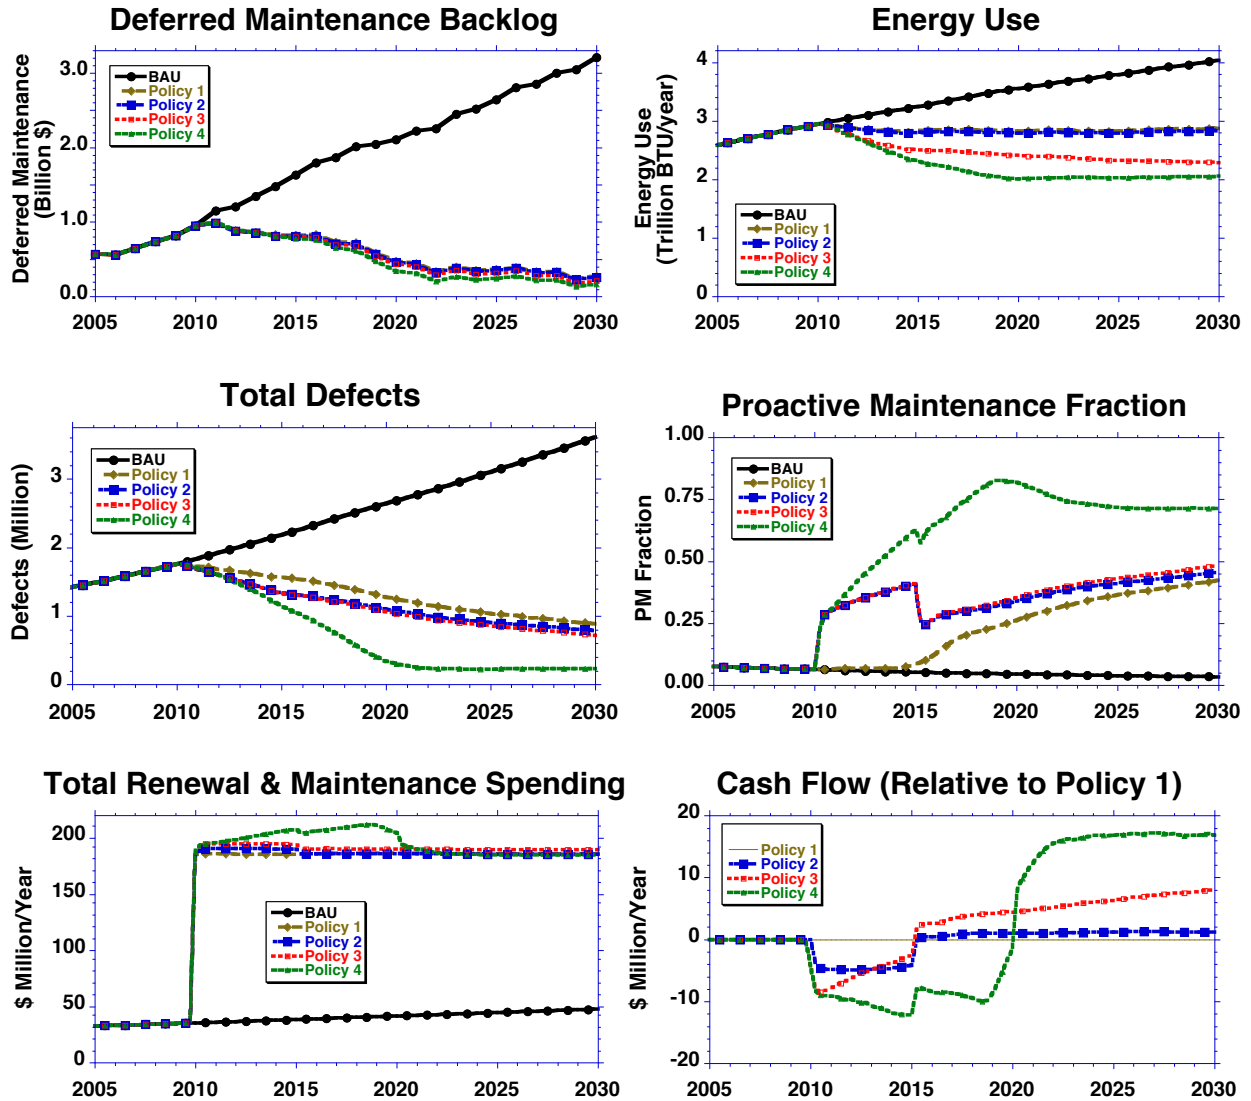 Deferred Maintenance Backlog
Deferred Maintenance
(Billion $)
3.0
2.0
1.0
0.0
BAU
Policy 1
Policy 2
Policy 3
Policy 4
2005 2010 2015 2020 2025 2030
Energy Use
Energy Use
(Trillion BTU/year)
4
3
2
1
0
BAU
Policy 1
Policy 2
Policy 3
Policy 4
2005 2010 2015 2020 2025 2030
Total Defects
Defects (Million)
3
2
1
0
BAU
Policy 1
Policy 2
Policy 3
Policy 4
2005 2010 2015 2020 2025 2030
Proactive Maintenance Fraction
PM Fraction
1.00
0.75
0.50
0.25
0.00
BAU
Policy 1
Policy 2
Policy 3
Policy 4
2005 2010 2015 2020 2025 2030
Total Renewal & Maintenance Spending
$ Million/Year
200
150
100
50
0
BAU
Policy 1
Policy 2
Policy 3
Policy 4
2005 2010 2015 2020 2025 2030
Cash Flow (Relative to Policy 1)
$ Million/Year
20
10
0
-10
-20
Policy 1
Policy 2
Policy 3
Policy 4
2005 2010 2015 2020 2025 2030